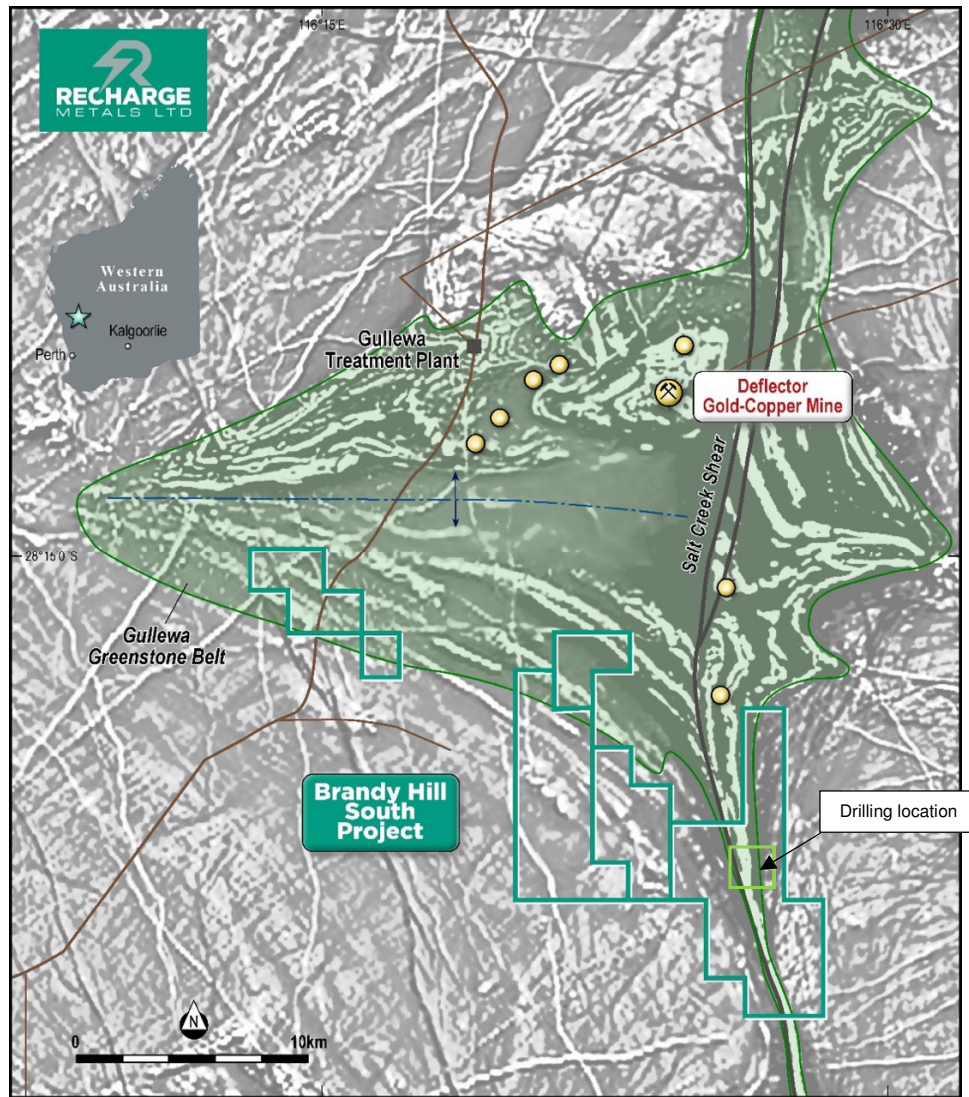 116°15'
116°30'
RECHARGE
METALS LTD
Western
Australia
Kalgoorlie
Perth
Gullewa
Treatment Plant
Deflector
Gold-Copper Mine
Salt Creek Shear
28°15'0"S
Gullewa
Greenstone Belt
Brandy Hill
South
Project
Drilling location
N
0
10km